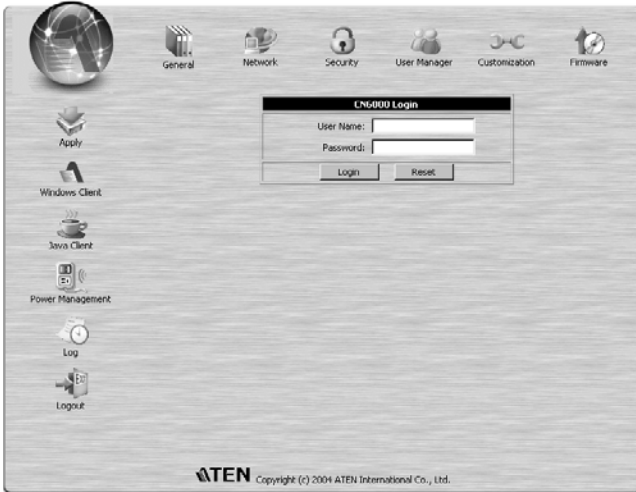 General
Network
Security
User Manager
Customization
Firmware
CN6000 Login
User Name:
Password:
Login
Reset
Apply
Windows Client
Java Client
Power Management
Log
Exit
Logout
ATEN Copyright (c) 2004 ATEN International Co., Ltd.